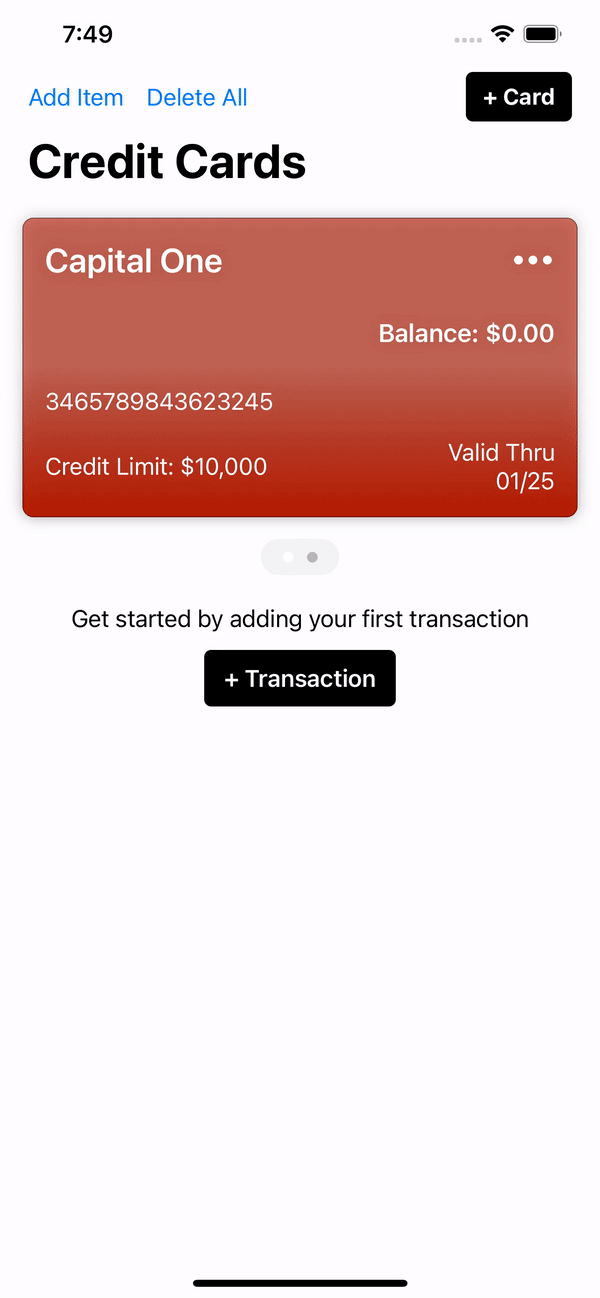 7:49
Add Item Delete All + Card
Credit Cards
Capital One
Balance: $0.00
3465789843623245
Credit Limit: $10,000
Valid Thru
01/25
Get started by adding your first transaction
+ Transaction